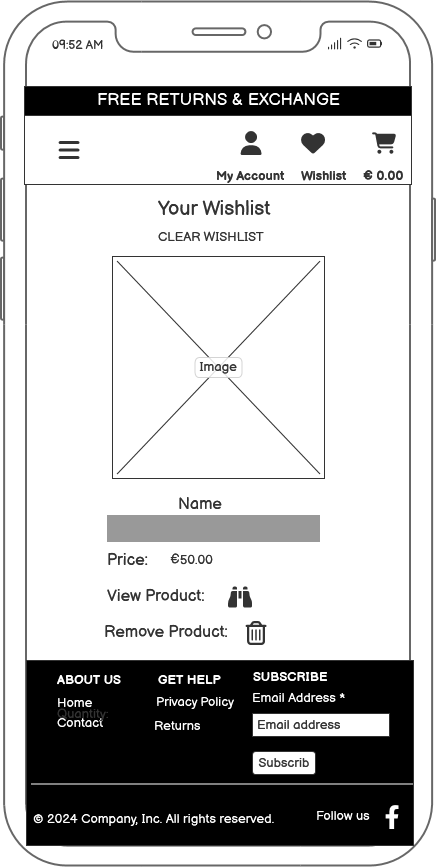 09:52 AM
FREE RETURNS & EXCHANGE
My Account Wishlist € 0.00
Your Wishlist
CLEAR WISHLIST
Image
Name
Price: €50.00
View Product:
Remove Product:
ABOUT US GET HELP SUBSCRIBE
Home Privacy Policy Email Address *
Quantity:
Contact Returns Email address
Subscrib
© 2024 Company, Inc. All rights reserved. Follow us